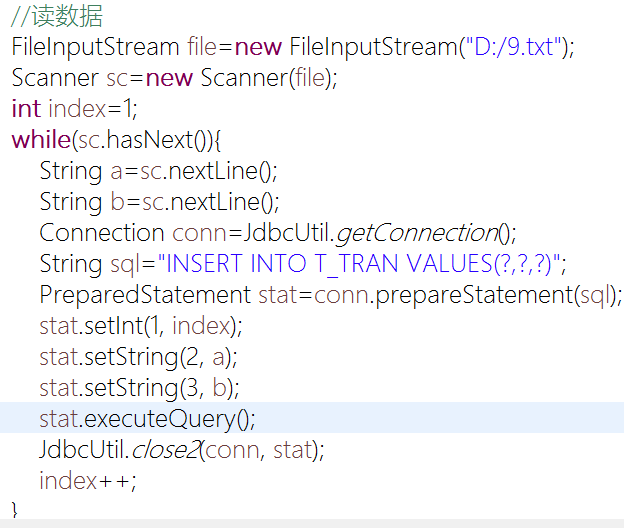 //读数据
FileInputStream file=new FileInputStream("D:/9.txt");
Scanner sc=new Scanner(file);
int index=1;
while(sc.hasNext()){
String a=sc.nextLine();
String b=sc.nextLine();
Connection conn=JdbcUtil.getConnection();
String sql="INSERT INTO T_TRAN VALUES(?,?,?)";
PreparedStatement stat=conn.prepareStatement(sql);
stat.setInt(1, index);
stat.setString(2, a);
stat.setString(3, b);
stat.executeQuery();
JdbcUtil.close2(conn, stat);
index++;
}